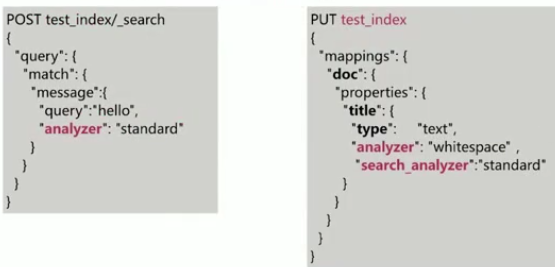 POST test_index/_search
{
  "query": {
    "match": {
      "message":{
        "query":"hello",
        "analyzer": "standard"
      }
    }
  }
}
PUT test_index
{
  "mappings": {
    "doc": {
      "properties": {
        "title": {
          "type":    "text",
          "analyzer": "whitespace" ,
           "search_analyzer":"standard"
        }
      }
    }
  }
}